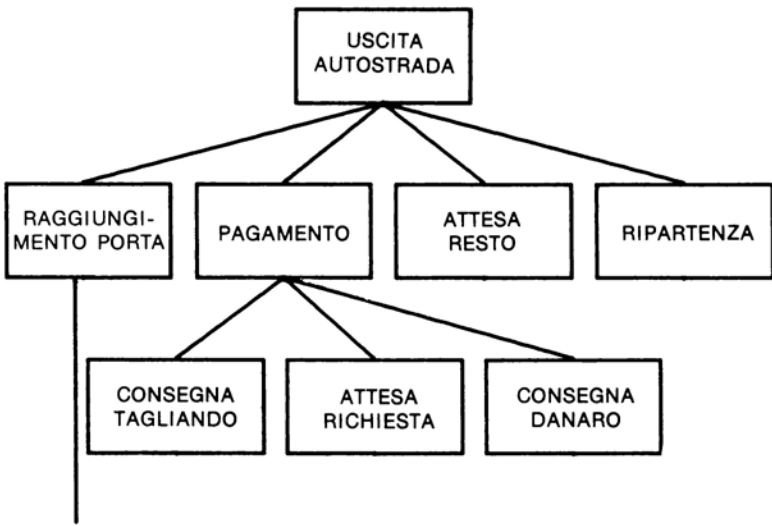 USCITA
AUTOSTRADA
RAGGIUNGI-
MENTO PORTA
PAGAMENTO
ATTESA
RESTO
RIPARTENZA
CONSEGNA
TAGLIANDO
ATTESA
RICHIESTA
CONSEGNA
DANARO